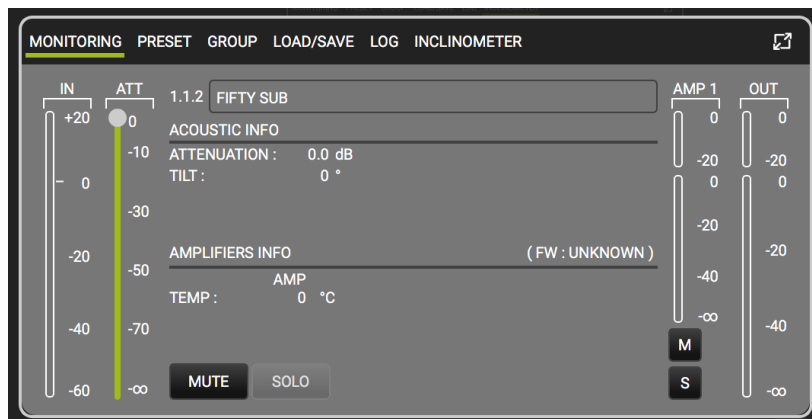 MONITORING PRESET GROUP LOAD/SAVE LOG INCLINOMETER
IN ATT 1.1.2 FIFTY SUB AMP 1 OUT
+20 0 0 0
ACOUSTIC INFO
-10 ATTENUATION : 0.0 dB -20 -20
0 TILT : 0 ° 0 0
-30 -20
-20 AMPLIFIERS INFO ( FW : UNKNOWN ) -20
-50 AMP -40
TEMP : 0 °C
-∞
-40 -70 -40
M
MUTE SOLO S
-60 -∞ -∞